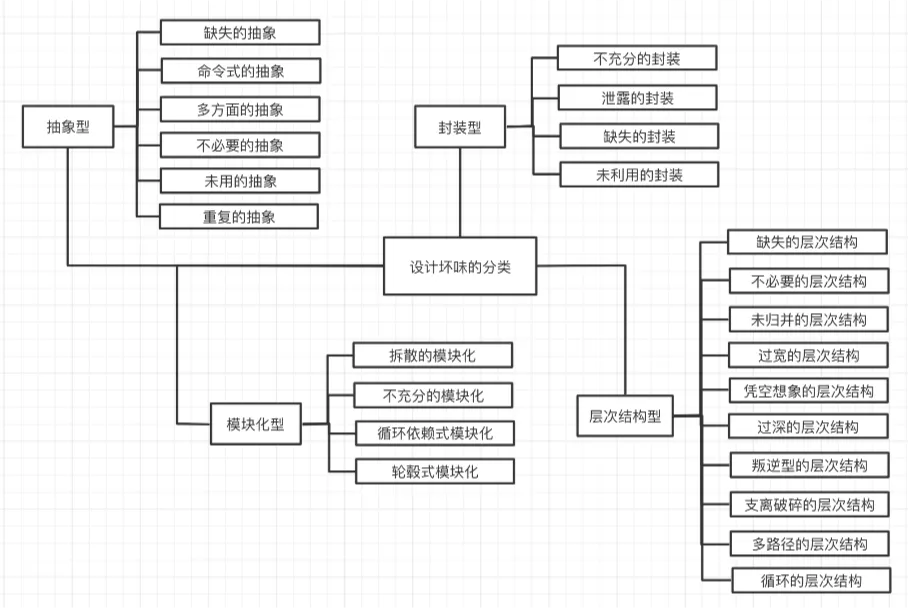 抽象型
缺失的抽象
命令式的抽象
多方面的抽象
不必要的抽象
未用的抽象
重复的抽象
封装型
不充分的封装
泄露的封装
缺失的封装
未利用的封装
设计坏味的分类
模块化型
拆散的模块化
不充分的模块化
循环依赖式模块化
轮毂式模块化
层次结构型
缺失的层次结构
不必要的层次结构
未归并的层次结构
过宽的层次结构
凭空想象的层次结构
过深的层次结构
叛逆型的层次结构
支离破碎的层次结构
多路径的层次结构
循环的层次结构